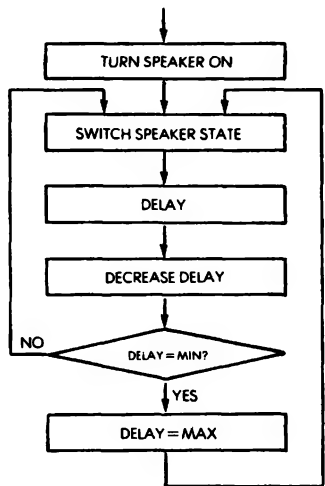 TURN SPEAKER ON
SWITCH SPEAKER STATE
DELAY
DECREASE DELAY
DELAY = MIN?
NO
YES
DELAY = MAX